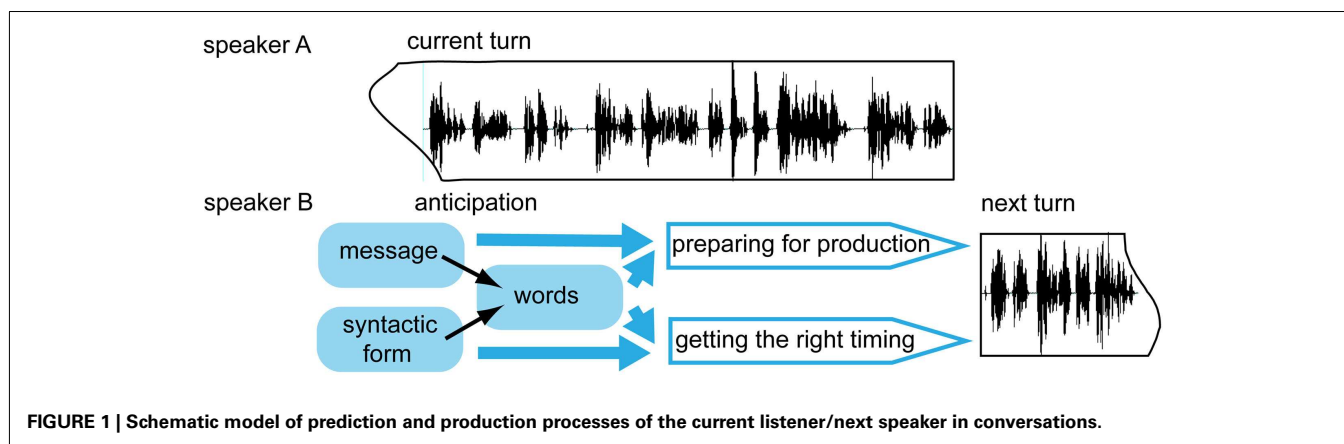 speaker A
current turn
speaker B
anticipation
next turn
message
preparing for production
words
syntactic
form
getting the right timing
FIGURE 1 | Schematic model of prediction and production processes of the current listener/next speaker in conversations.